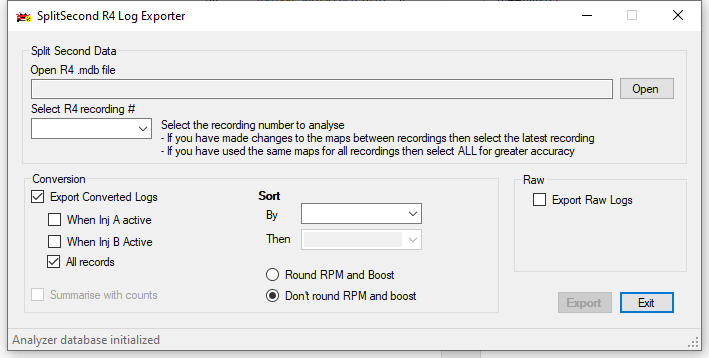 SplitSecond R4 Log Exporter
Split Second Data
Open R4 .mdb file
Open
Select R4 recording #
Select the recording number to analyse
- If you have made changes to the maps between recordings then select the latest recording
- If you have used the same maps for all recordings then select ALL for greater accuracy
Conversion
Export Converted Logs
When Inj A active
When Inj B Active
All records
Summarise with counts
Sort
By
Then
Round RPM and Boost
Don't round RPM and boost
Raw
Export Raw Logs
Export
Exit
Analyzer database initialized